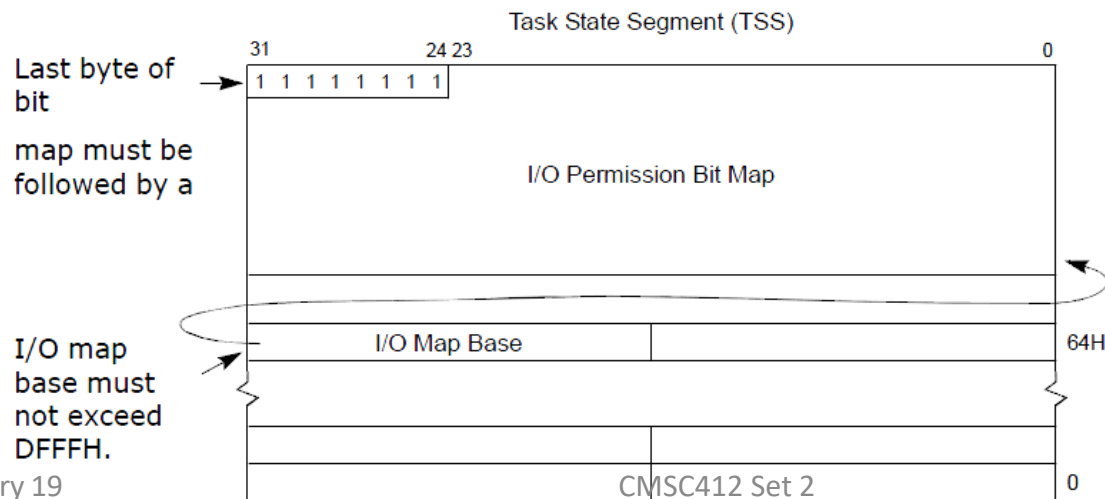 Task State Segment (TSS)
31 24 23 0
Last byte of
bit
1 1 1 1 1 1 1 1
map must be
followed by a
I/O Permission Bit Map
I/O map
base must
not exceed
DFFFH.
I/O Map Base
64H
0
ry 19
CMSC412 Set 2